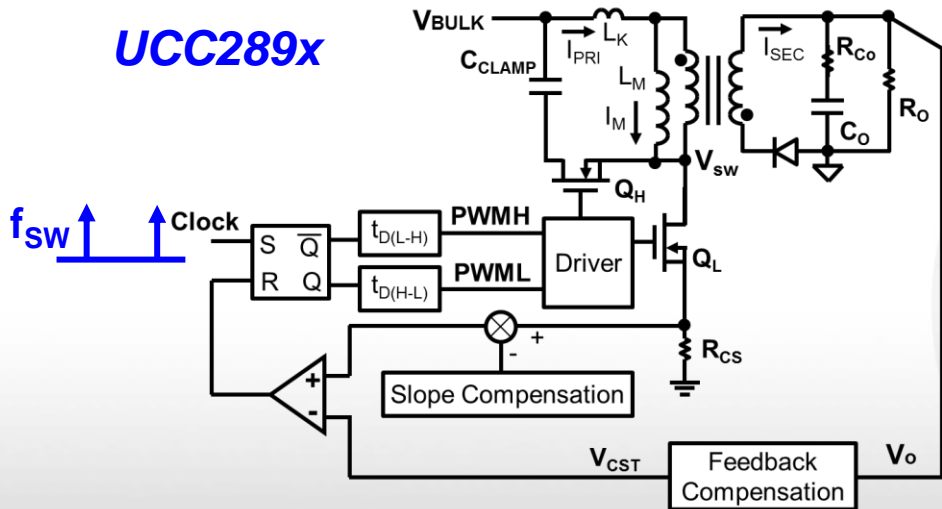 UCC289x
VBULK
LK
IPRI
CCLAMP
LM
IM
ISEC
RCo
RO
CO
Vsw
QH
fSW
Clock
S Q
R Q
tD(L-H)
tD(H-L)
PWMH
PWML
Driver
QL
+
-
RCS
Slope Compensation
+
-
VCST
Feedback
Compensation
Vo